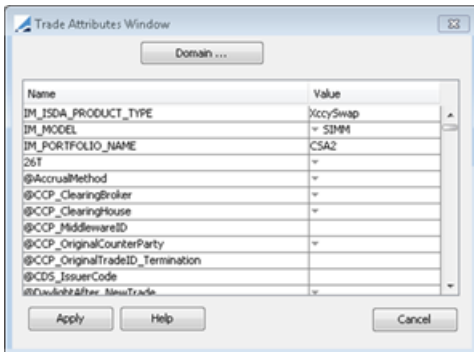 Trade Attributes Window
Domain ...
Name Value
IM_ISDA_PRODUCT_TYPE XccySwap
IM_MODEL SIMM
IM_PORTFOLIO_NAME CSA2
26T
@AccrualMethod
@CCP_ClearingBroker
@CCP_ClearingHouse
@CCP_MiddlewareID
@CCP_OriginalCounterParty
@CCP_OriginalTradeID_Termination
@CDS_IssuerCode
@DaylightAfter_NewTrade
Apply Help Cancel